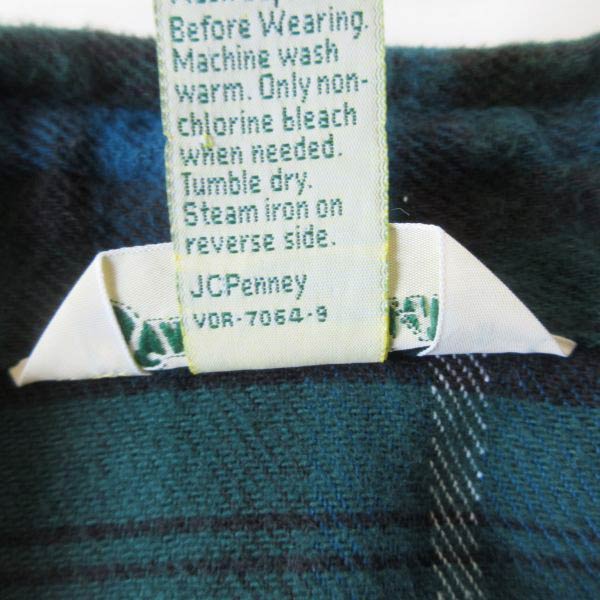 Before Wearing.
Machine wash
warm. Only non-
chlorine bleach
when needed.
Tumble dry.
Steam iron on
reverse side.
JCPenney
VOR-7064-9